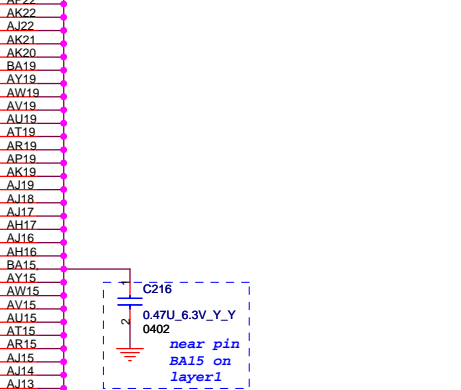 AK22
AJ22
AK21
AK20
BA19
AY19
AW19
AV19
AU19
AT19
AR19
AP19
AK19
AJ19
AJ18
AJ17
AH17
AJ16
AH16
BA15
AY15
AW15
AV15
AU15
AT15
AR15
AJ15
AJ14
AJ13
1
C216
0.47U_6.3V_Y_Y
2
0402
near pin
BA15 on
layer1